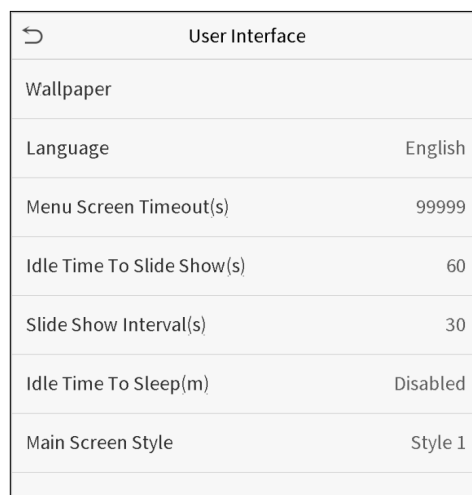 User Interface
Wallpaper
Language English
Menu Screen Timeout(s) 99999
Idle Time To Slide Show(s) 60
Slide Show Interval(s) 30
Idle Time To Sleep(m) Disabled
Main Screen Style Style 1